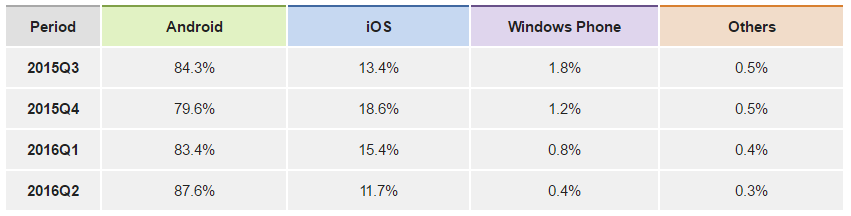 Period Android iOS Windows Phone Others
2015Q3 84.3% 13.4% 1.8% 0.5%
2015Q4 79.6% 18.6% 1.2% 0.5%
2016Q1 83.4% 15.4% 0.8% 0.4%
2016Q2 87.6% 11.7% 0.4% 0.3%